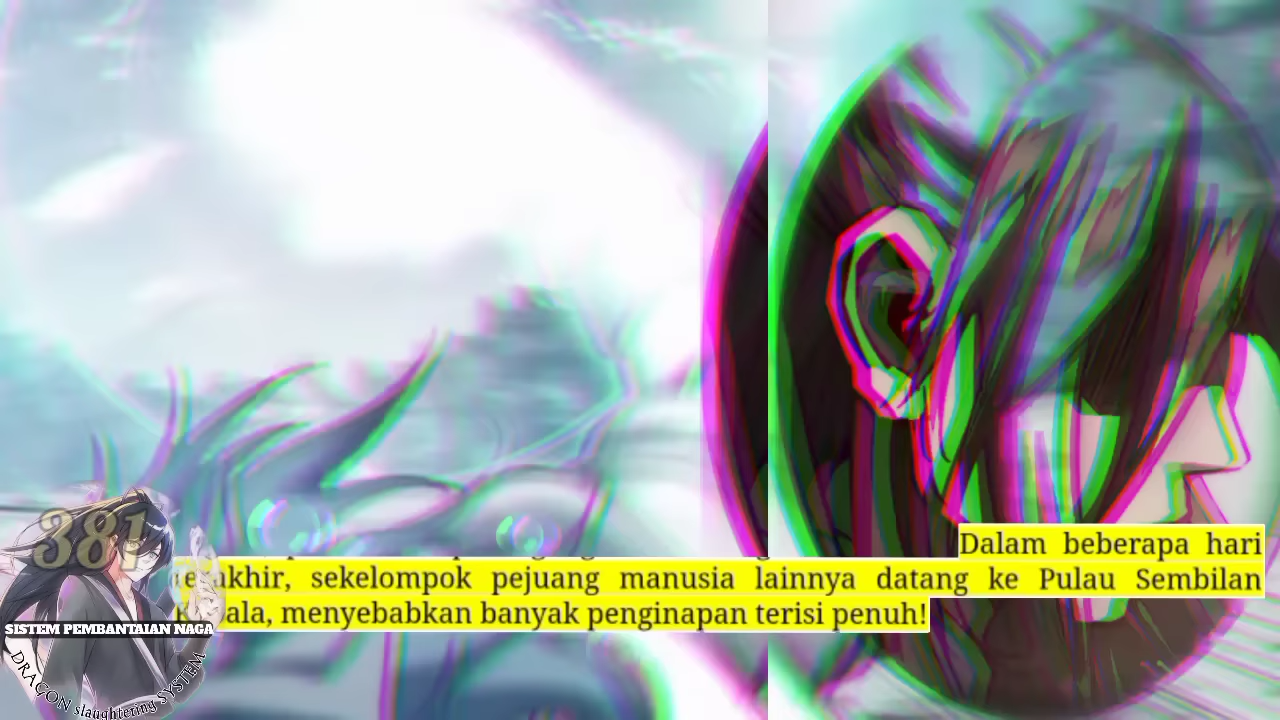 Dalam beberapa hari
terakhir, sekelompok pejuang manusia lainnya datang ke Pulau Sembilan
Kepala, menyebabkan banyak penginapan terisi penuh!
381
SISTEM PEMBANTAIAN NAGA
DRAGON slaughtering SYSTEM